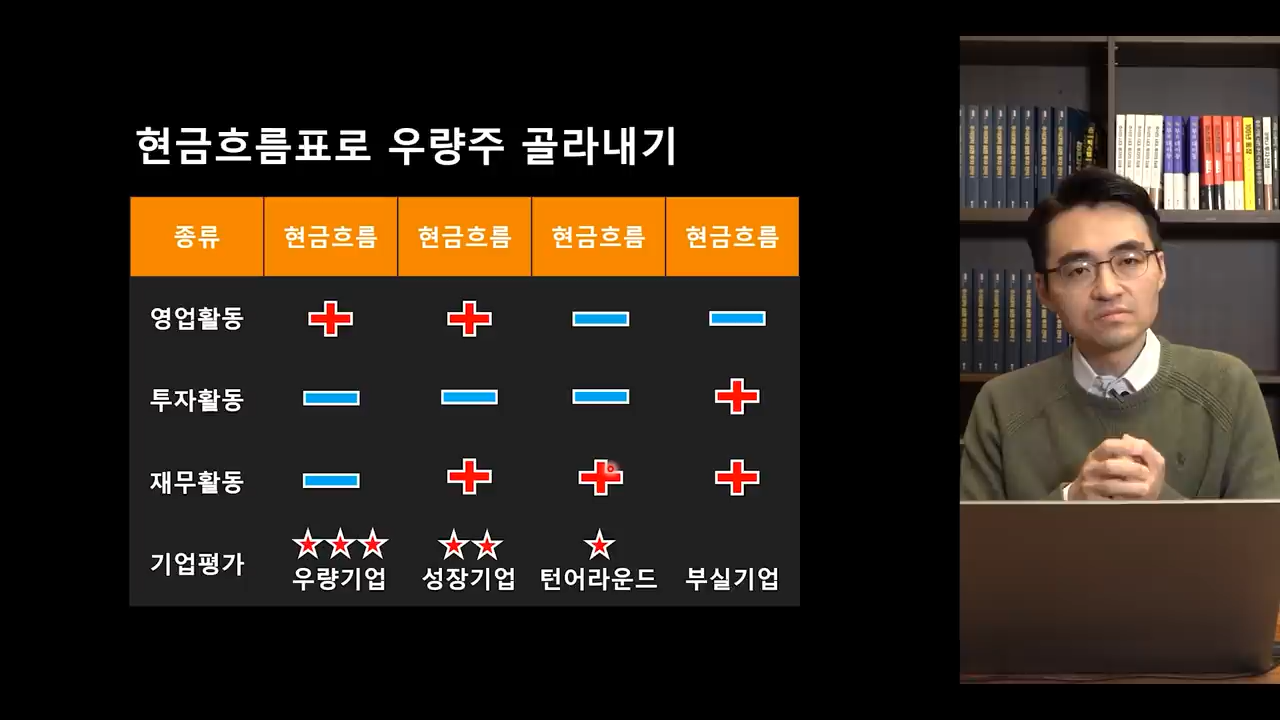 현금흐름표로 우량주 골라내기
종류 현금흐름 현금흐름 현금흐름 현금흐름
영업활동 + + - -
투자활동 - - - +
재무활동 - + + +
기업평가 ★★★ ★★ ★
우량기업 성장기업 턴어라운드 부실기업